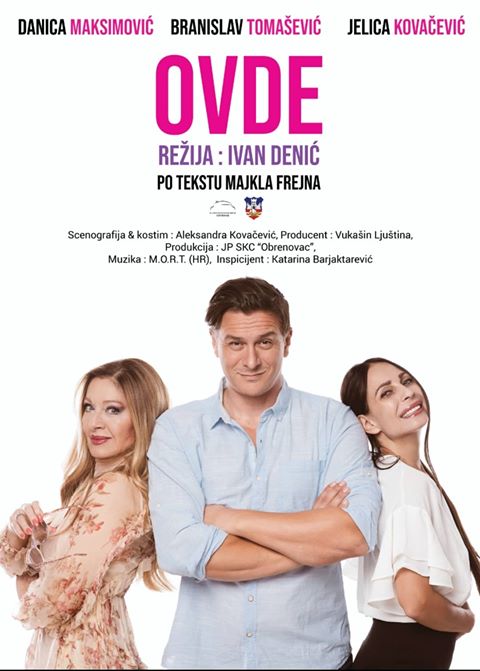 DANICA MAKSIMOVIĆ BRANISLAV TOMAŠEVIĆ JELICA KOVAČEVIĆ
OVDE
REŽIJA : IVAN DENIĆ
PO TEKSTU MAJKLA FREJNA
Scenografija & kostim : Aleksandra Kovačević, Producent : Vukašin Ljuština,
Produkcija : JP SKC "Obrenovac",
Muzika : M.O.R.T. (HR), Inspicijent : Katarina Barjaktarević